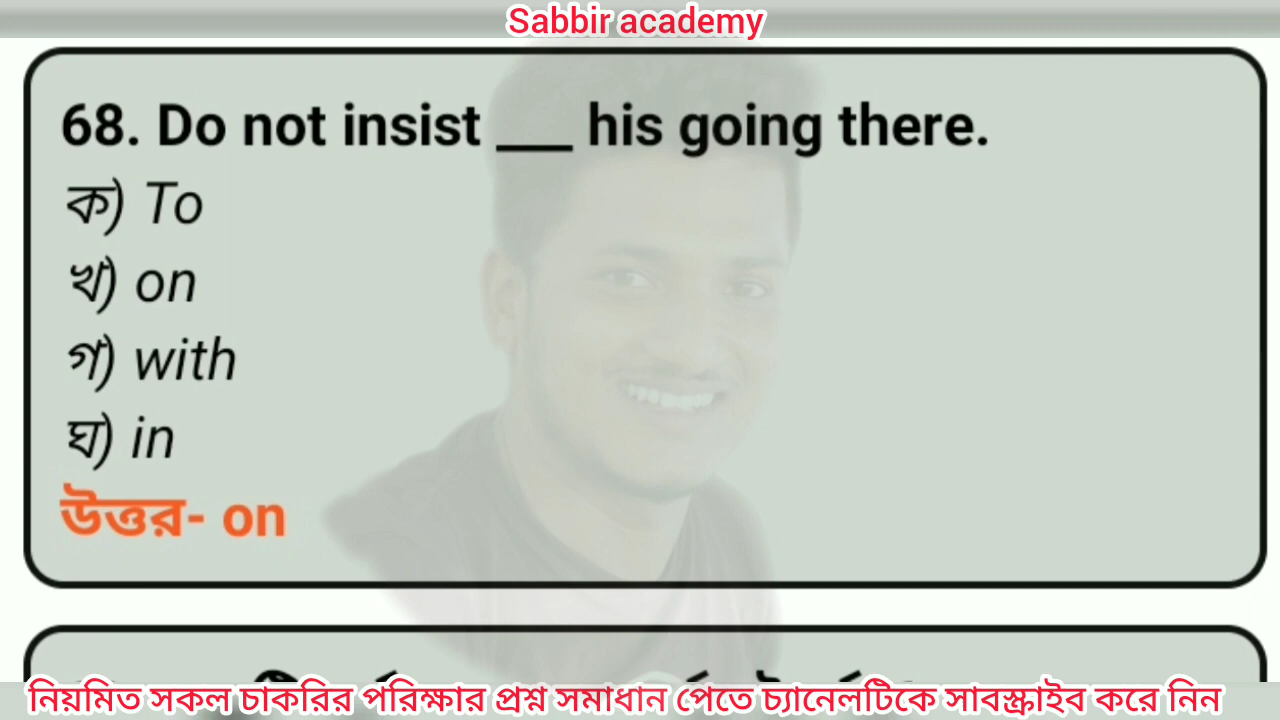 Sabbir academy
68. Do not insist ___ his going there.
ক) To
খ) on
গ) with
ঘ) in
উত্তর- on
নিয়মিত সকল চাকরির পরিক্ষার প্রশ্ন সমাধান পেতে চ্যানেলটিকে সাবস্ক্রাইব করে নিন